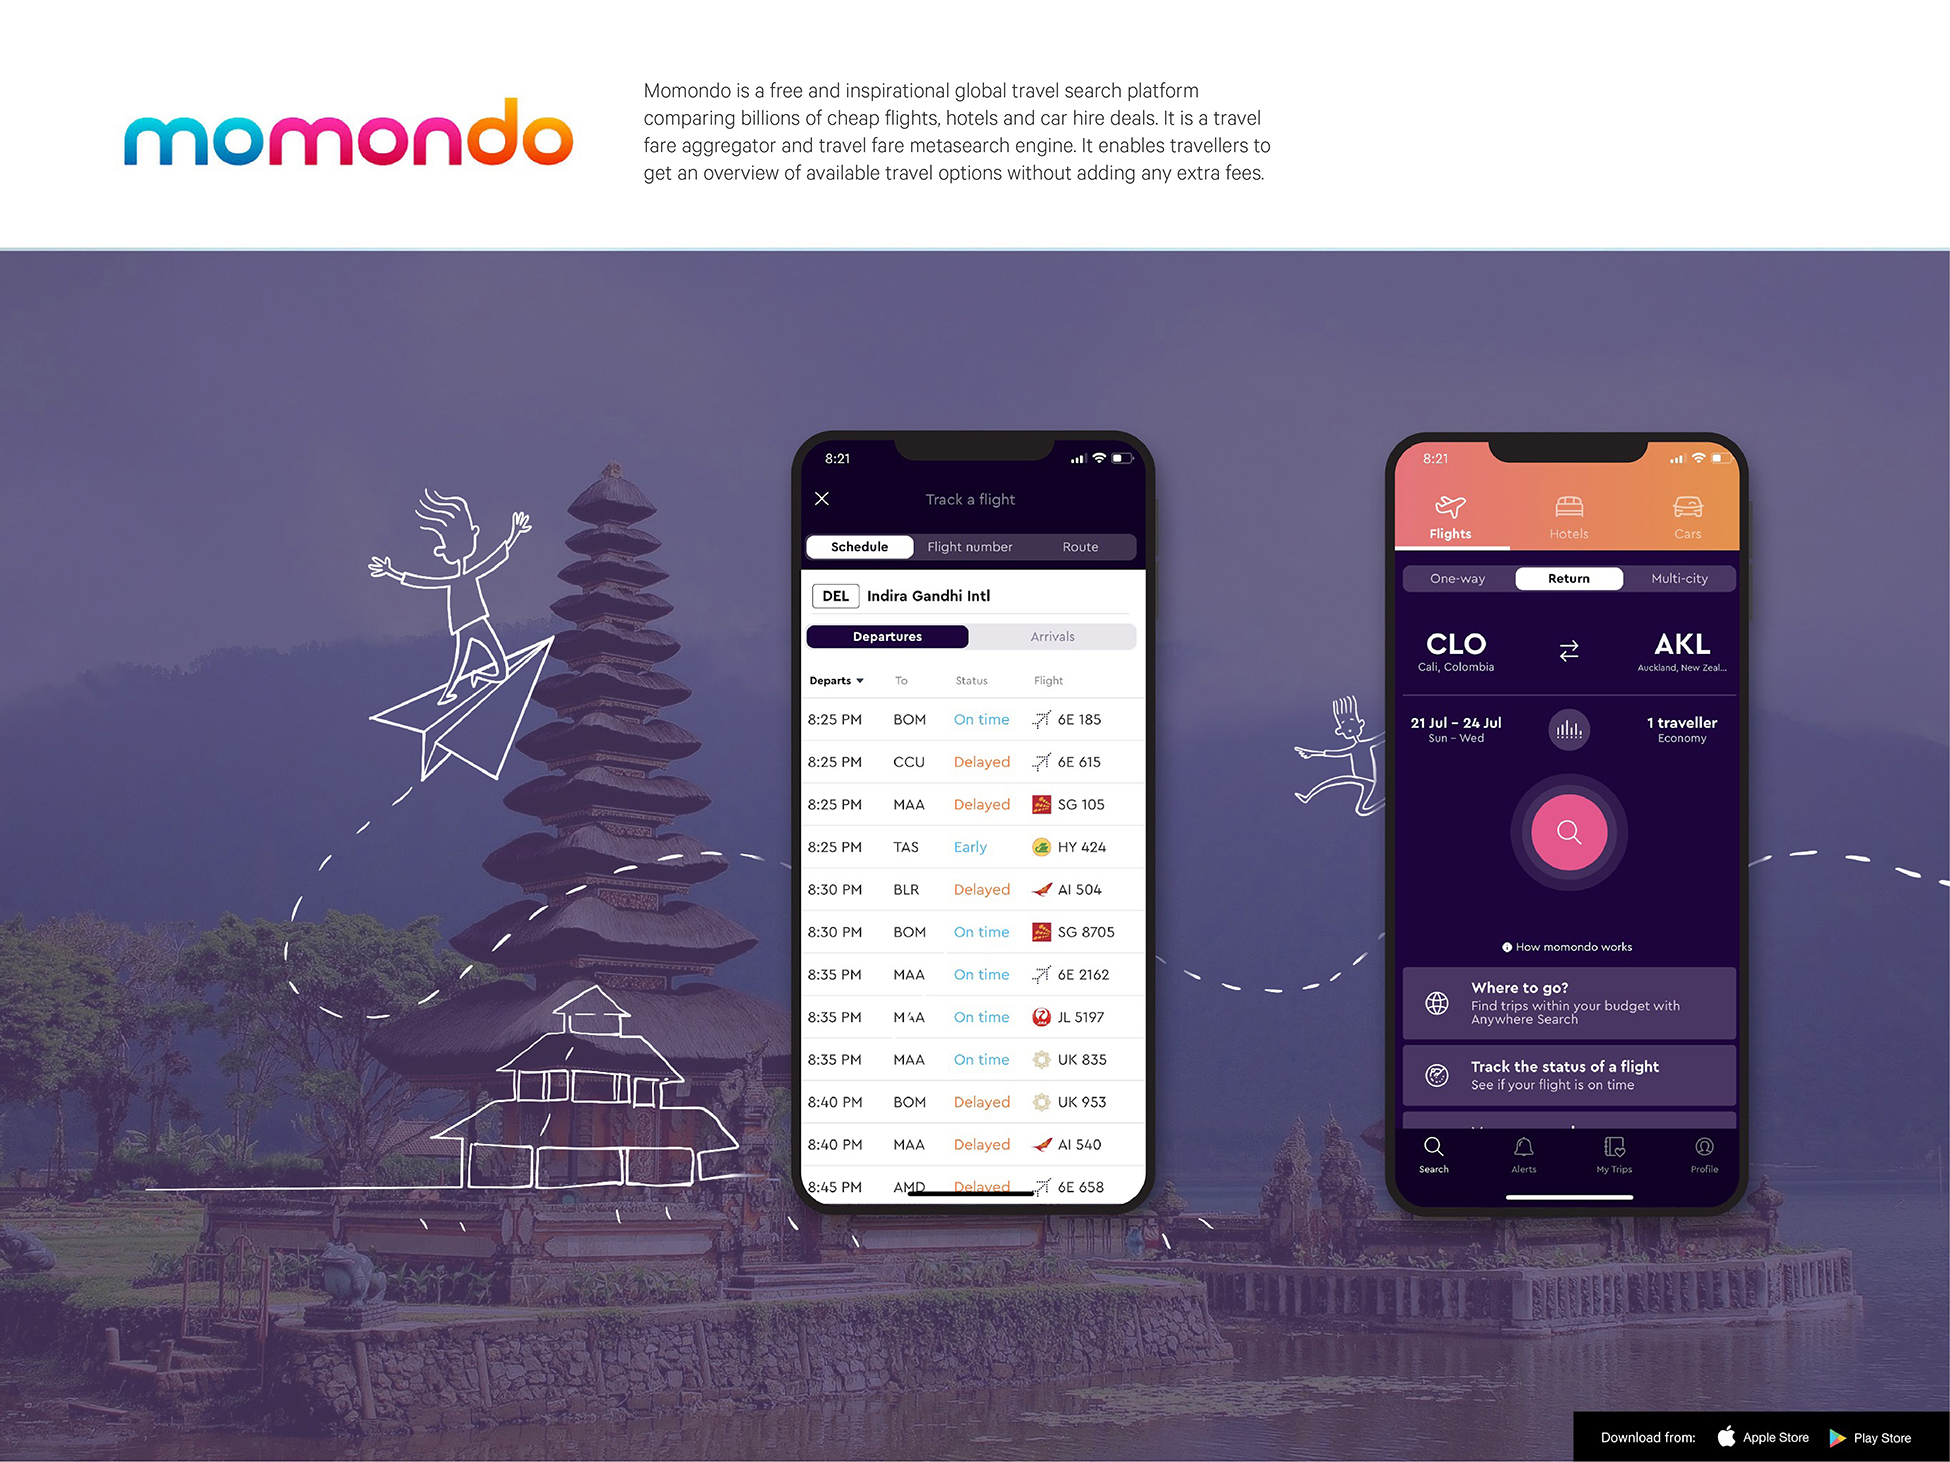 momondo
Momondo is a free and inspirational global travel search platform
comparing billions of cheap flights, hotels and car hire deals. It is a travel
fare aggregator and travel fare metasearch engine. It enables travellers to
get an overview of available travel options without adding any extra fees.
8:21
Track a flight
Schedule Flight number Route
DEL Indira Gandhi Intl
Departures Arrivals
Departs To Status Flight
8:25 PM BOM On time 6E 185
8:25 PM CCU Delayed 6E 615
8:25 PM MAA Delayed SG 105
8:25 PM TAS Early HY 424
8:30 PM BLR Delayed AI 504
8:30 PM BOM On time SG 8705
8:35 PM MAA On time 6E 2162
8:35 PM MAA On time JL 5197
8:35 PM MAA On time UK 835
8:40 PM BOM Delayed UK 953
8:40 PM MAA Delayed AI 540
8:45 PM AMD Delayed 6E 658
8:21
Flights Hotels Cars
One-way Return Multi-city
CLO AKL
Cali, Colombia Auckland, New Zeal...
21 Jul – 24 Jul 1 traveller
Sun – Wed Economy
How momondo works
Where to go?
Find trips within your budget with
Anywhere Search
Track the status of a flight
See if your flight is on time
Search Alerts My Trips Profile
Download from: Apple Store Play Store